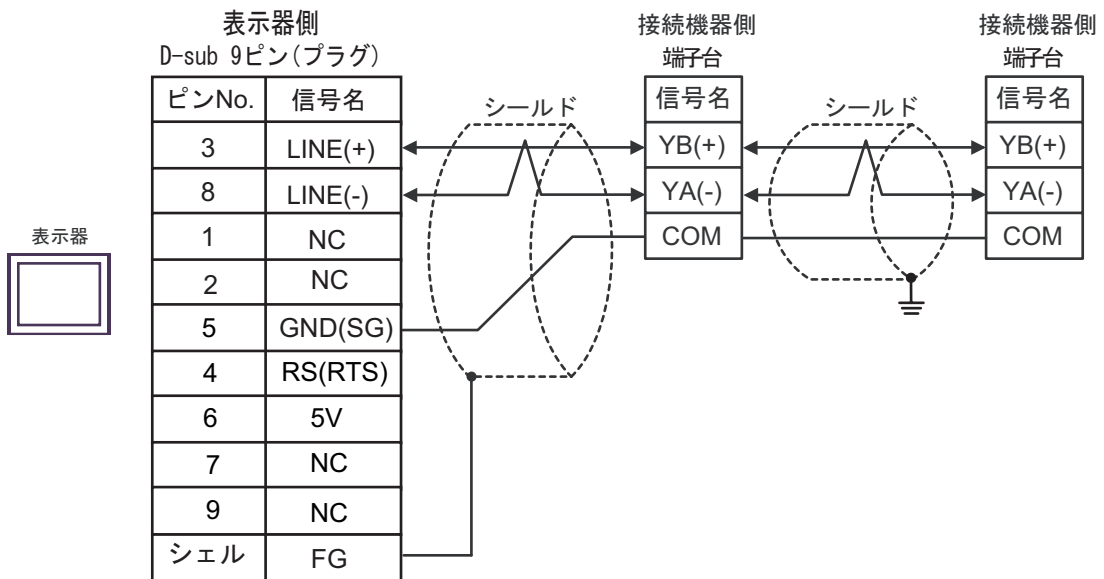 表示器側
D-sub 9ピン(プラグ)
接続機器側
端子台
接続機器側
端子台
ピンNo. 信号名
シールド
信号名
シールド
信号名
3 LINE(+)
YB(+)
YB(+)
8 LINE(-)
YA(-)
YA(-)
表示器
1 NC
COM
COM
2 NC
5 GND(SG)
4 RS(RTS)
6 5V
7 NC
9 NC
シェル FG